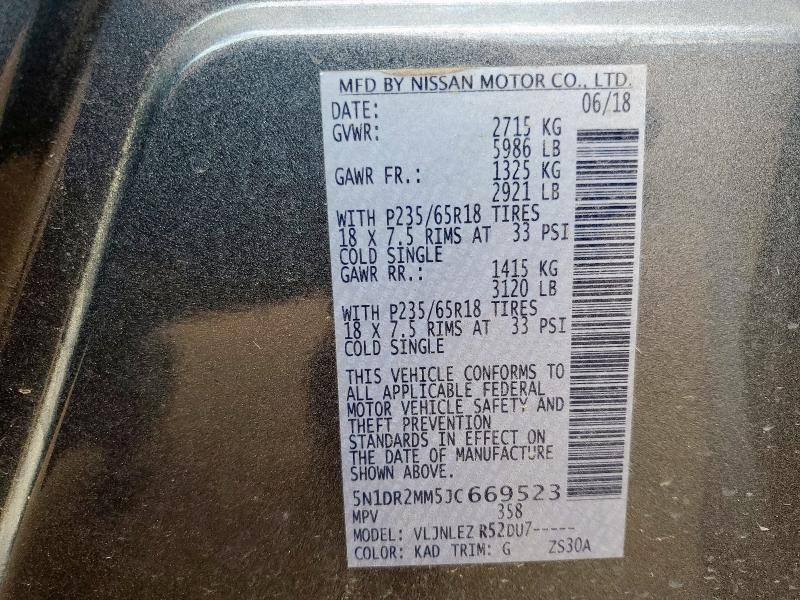 MFD BY NISSAN MOTOR CO., LTD.
DATE: 06/18
GVWR: 2715 KG
5986 LB
GAWR FR.: 1325 KG
2921 LB
WITH P235/65R18 TIRES
18 X 7.5 RIMS AT 33 PSI
COLD SINGLE
GAWR RR.: 1415 KG
3120 LB
WITH P235/65R18 TIRES
18 X 7.5 RIMS AT 33 PSI
COLD SINGLE
THIS VEHICLE CONFORMS TO
ALL APPLICABLE FEDERAL
MOTOR VEHICLE SAFETY AND
THEFT PREVENTION
STANDARDS IN EFFECT ON
THE DATE OF MANUFACTURE
SHOWN ABOVE.
5N1DR2MM5JC669523
MPV 358
MODEL: VLJNLEZ R52DU7-----
COLOR: KAD TRIM: G ZS30A